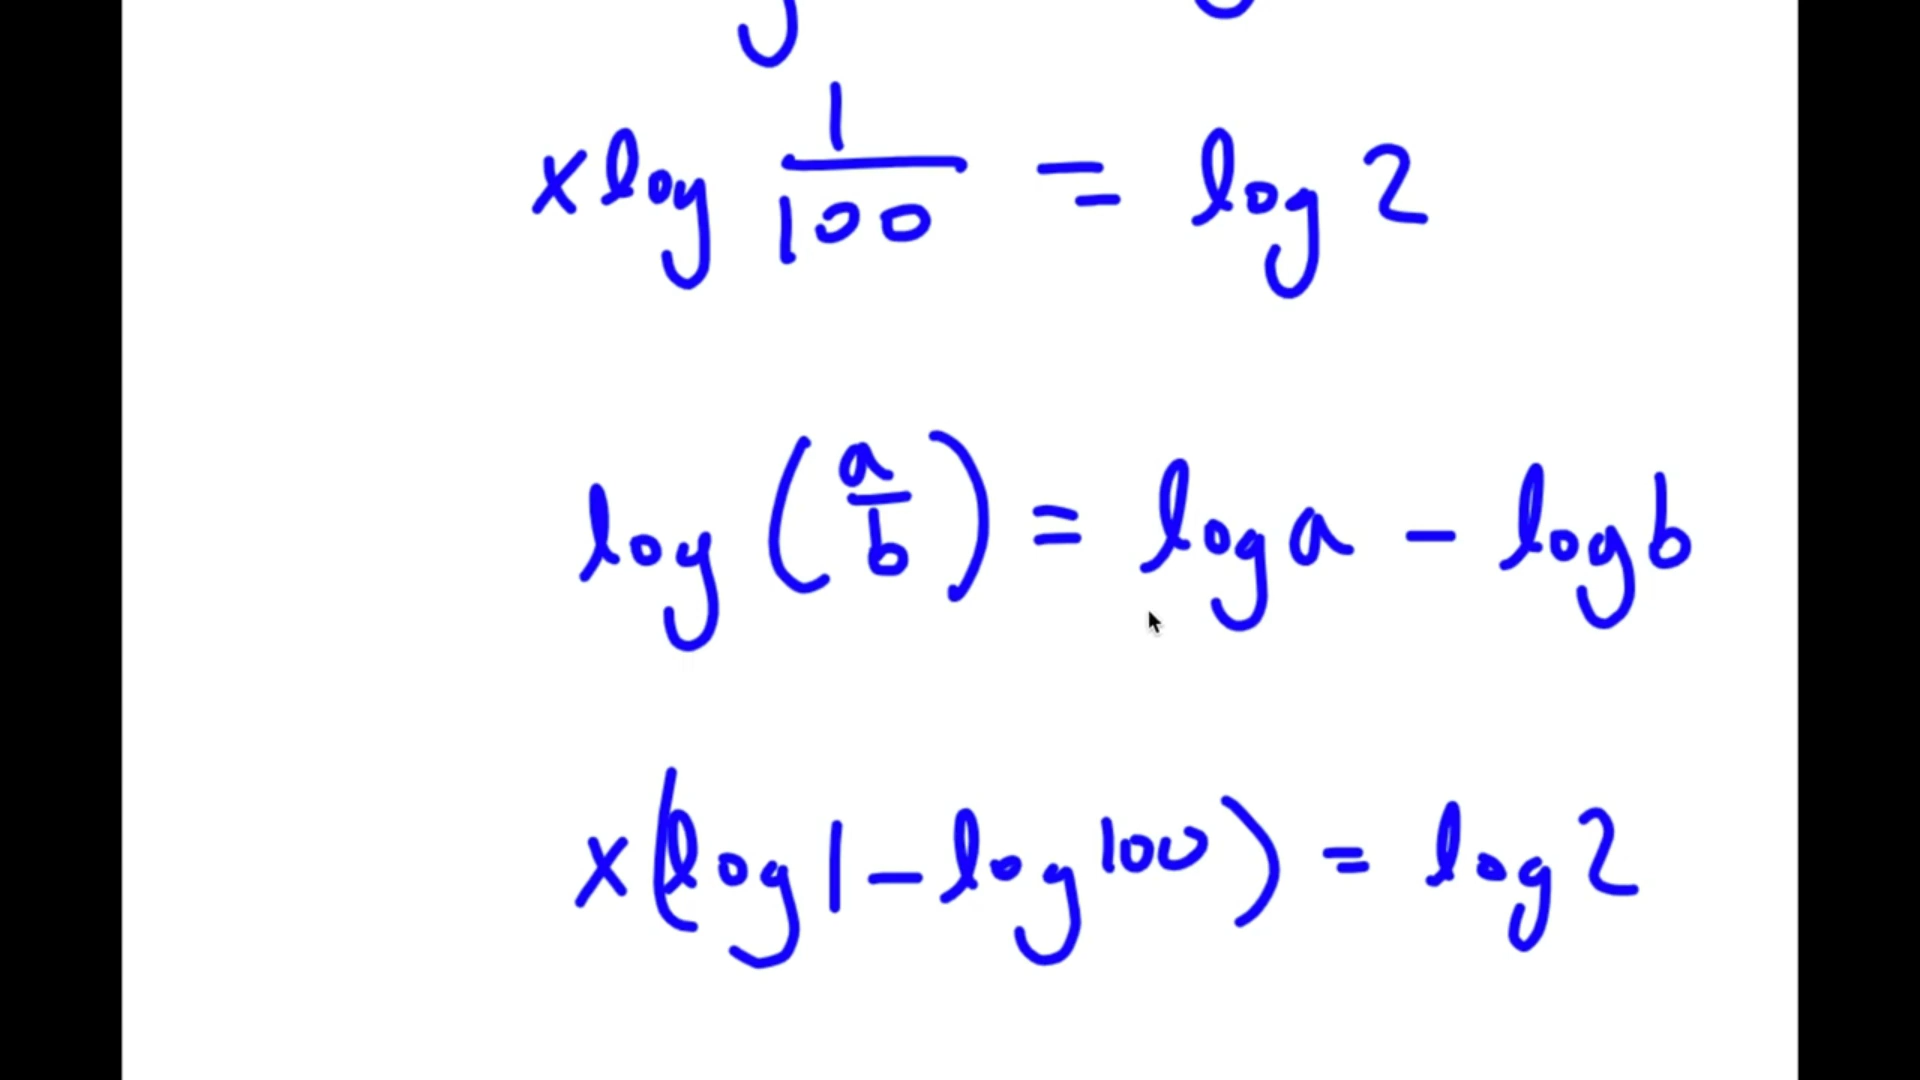 x log 1/100 = log 2
log (a/b) = log a - log b
x(log 1 - log 100) = log 2